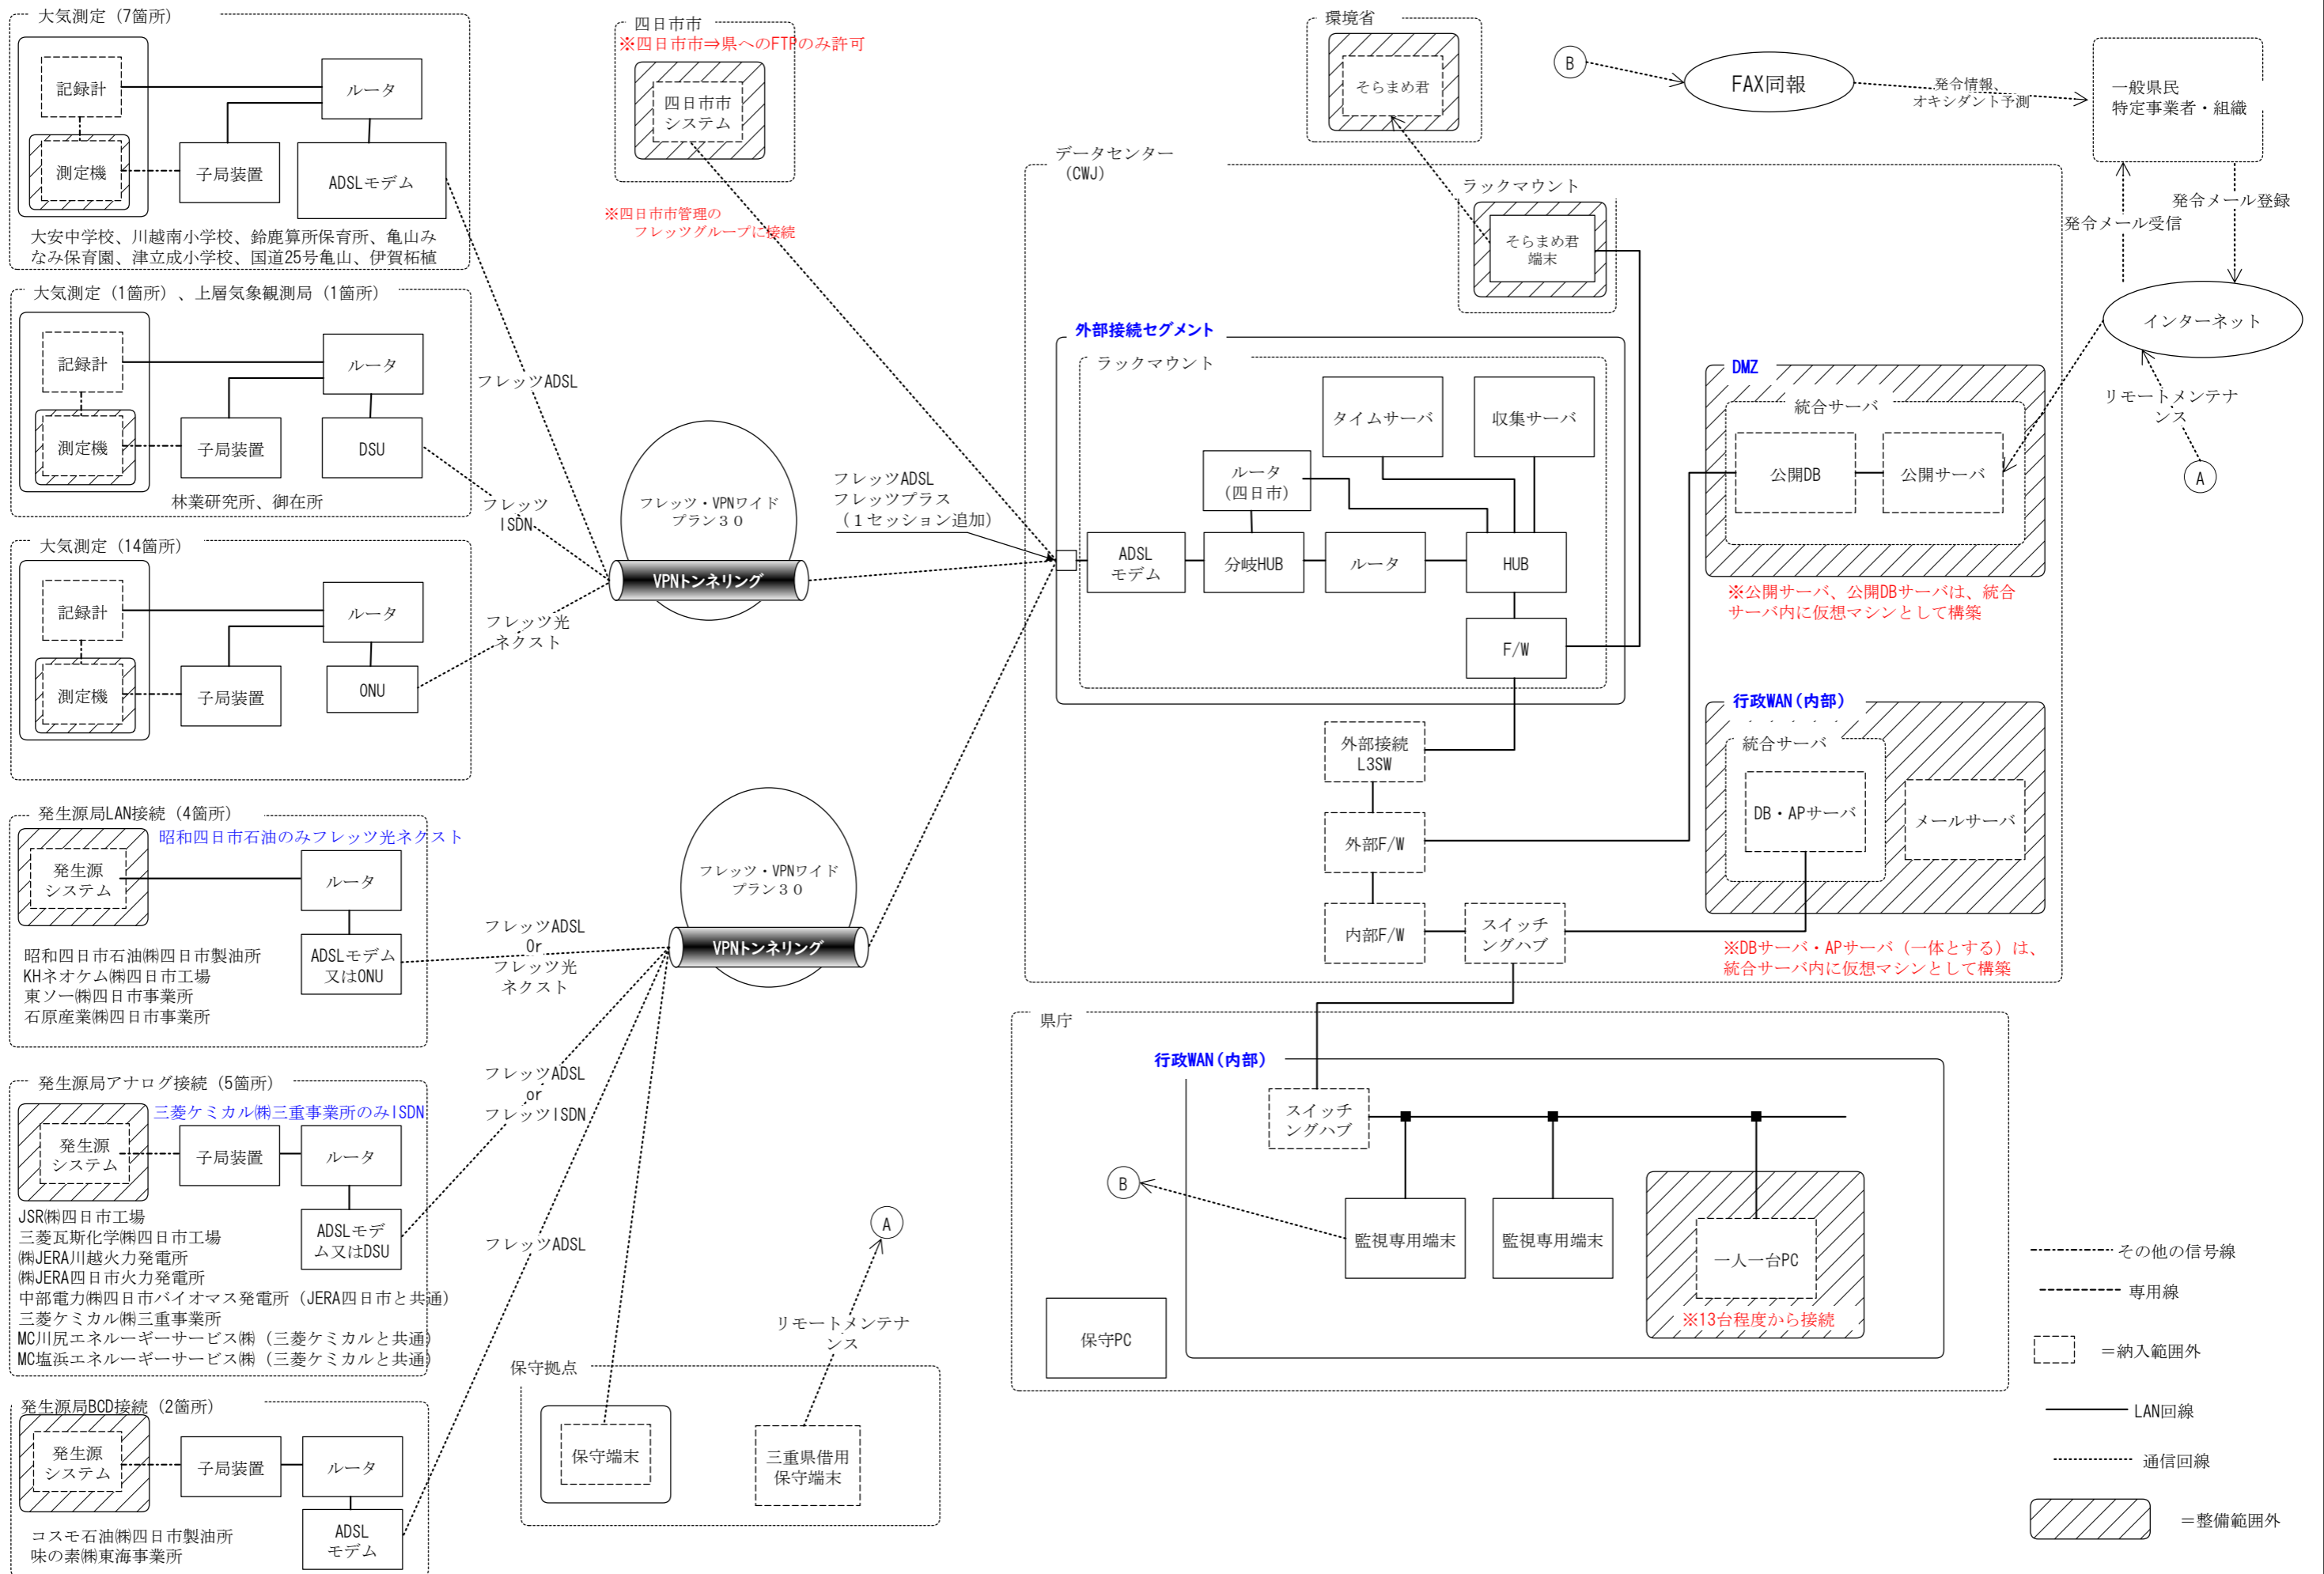 大気測定（7箇所）
記録計
ルータ
測定機
子局装置
ADSLモデム
大安中学校、川越南小学校、鈴鹿算所保育所、亀山み
なみ保育園、津立成小学校、国道25号亀山、伊賀柘植
大気測定（1箇所）、上層気象観測局（1箇所）
記録計
ルータ
測定機
子局装置
DSU
林業研究所、御在所
大気測定（14箇所）
記録計
ルータ
測定機
子局装置
ONU
発生源局LAN接続（4箇所）
昭和四日市石油のみフレッツ光ネクスト
発生源
システム
ルータ
ADSLモデム
又はONU
昭和四日市石油㈱四日市製油所
KHネオケム㈱四日市工場
東ソー㈱四日市事業所
石原産業㈱四日市事業所
発生源局アナログ接続（5箇所）
三菱ケミカル㈱三重事業所のみISDN
発生源
システム
子局装置
ルータ
ADSLモデ
ム又はDSU
JSR㈱四日市工場
三菱瓦斯化学㈱四日市工場
㈱JERA川越火力発電所
㈱JERA四日市火力発電所
中部電力㈱四日市バイオマス発電所（JERA四日市と共通）
三菱ケミカル㈱三重事業所
MC川尻エネルーギーサービス㈱（三菱ケミカルと共通）
MC塩浜エネルーギーサービス㈱（三菱ケミカルと共通）
発生源局BCD接続（2箇所）
発生源
システム
子局装置
ルータ
ADSL
モデム
コスモ石油㈱四日市製油所
味の素㈱東海事業所
四日市市
※四日市市⇒県へのFTPのみ許可
四日市市
システム
※四日市市管理の
フレッツグループに接続
フレッツADSL
フレッツ
ISDN
フレッツ光
ネクスト
フレッツ・VPNワイド
プラン３０
VPNトンネリング
フレッツADSL
フレッツプラス
（１セッション追加）
フレッツ・VPNワイド
プラン３０
VPNトンネリング
フレッツADSL
Or
フレッツ光
ネクスト
フレッツADSL
or
フレッツISDN
フレッツADSL
A
リモートメンテナ
ンス
保守拠点
保守端末
三重県借用
保守端末
環境省
そらまめ君
B
FAX同報
発令情報、
オキシダント予測
一般県民
特定事業者・組織
発令メール受信
発令メール登録
インターネット
リモートメンテナ
ンス
A
データセンター
（CWJ）
ラックマウント
そらまめ君
端末
外部接続セグメント
ラックマウント
タイムサーバ
収集サーバ
ルータ
（四日市）
ADSL
モデム
分岐HUB
ルータ
HUB
F/W
外部接続
L3SW
外部F/W
内部F/W
スイッチ
ングハブ
DMZ
統合サーバ
公開DB
公開サーバ
※公開サーバ、公開DBサーバは、統合
サーバ内に仮想マシンとして構築
行政WAN(内部)
統合サーバ
DB・APサーバ
メールサーバ
※DBサーバ・APサーバ（一体とする）は、
統合サーバ内に仮想マシンとして構築
県庁
行政WAN(内部)
スイッチ
ングハブ
B
監視専用端末
監視専用端末
一人一台PC
※13台程度から接続
保守PC
その他の信号線
専用線
＝納入範囲外
LAN回線
通信回線
＝整備範囲外